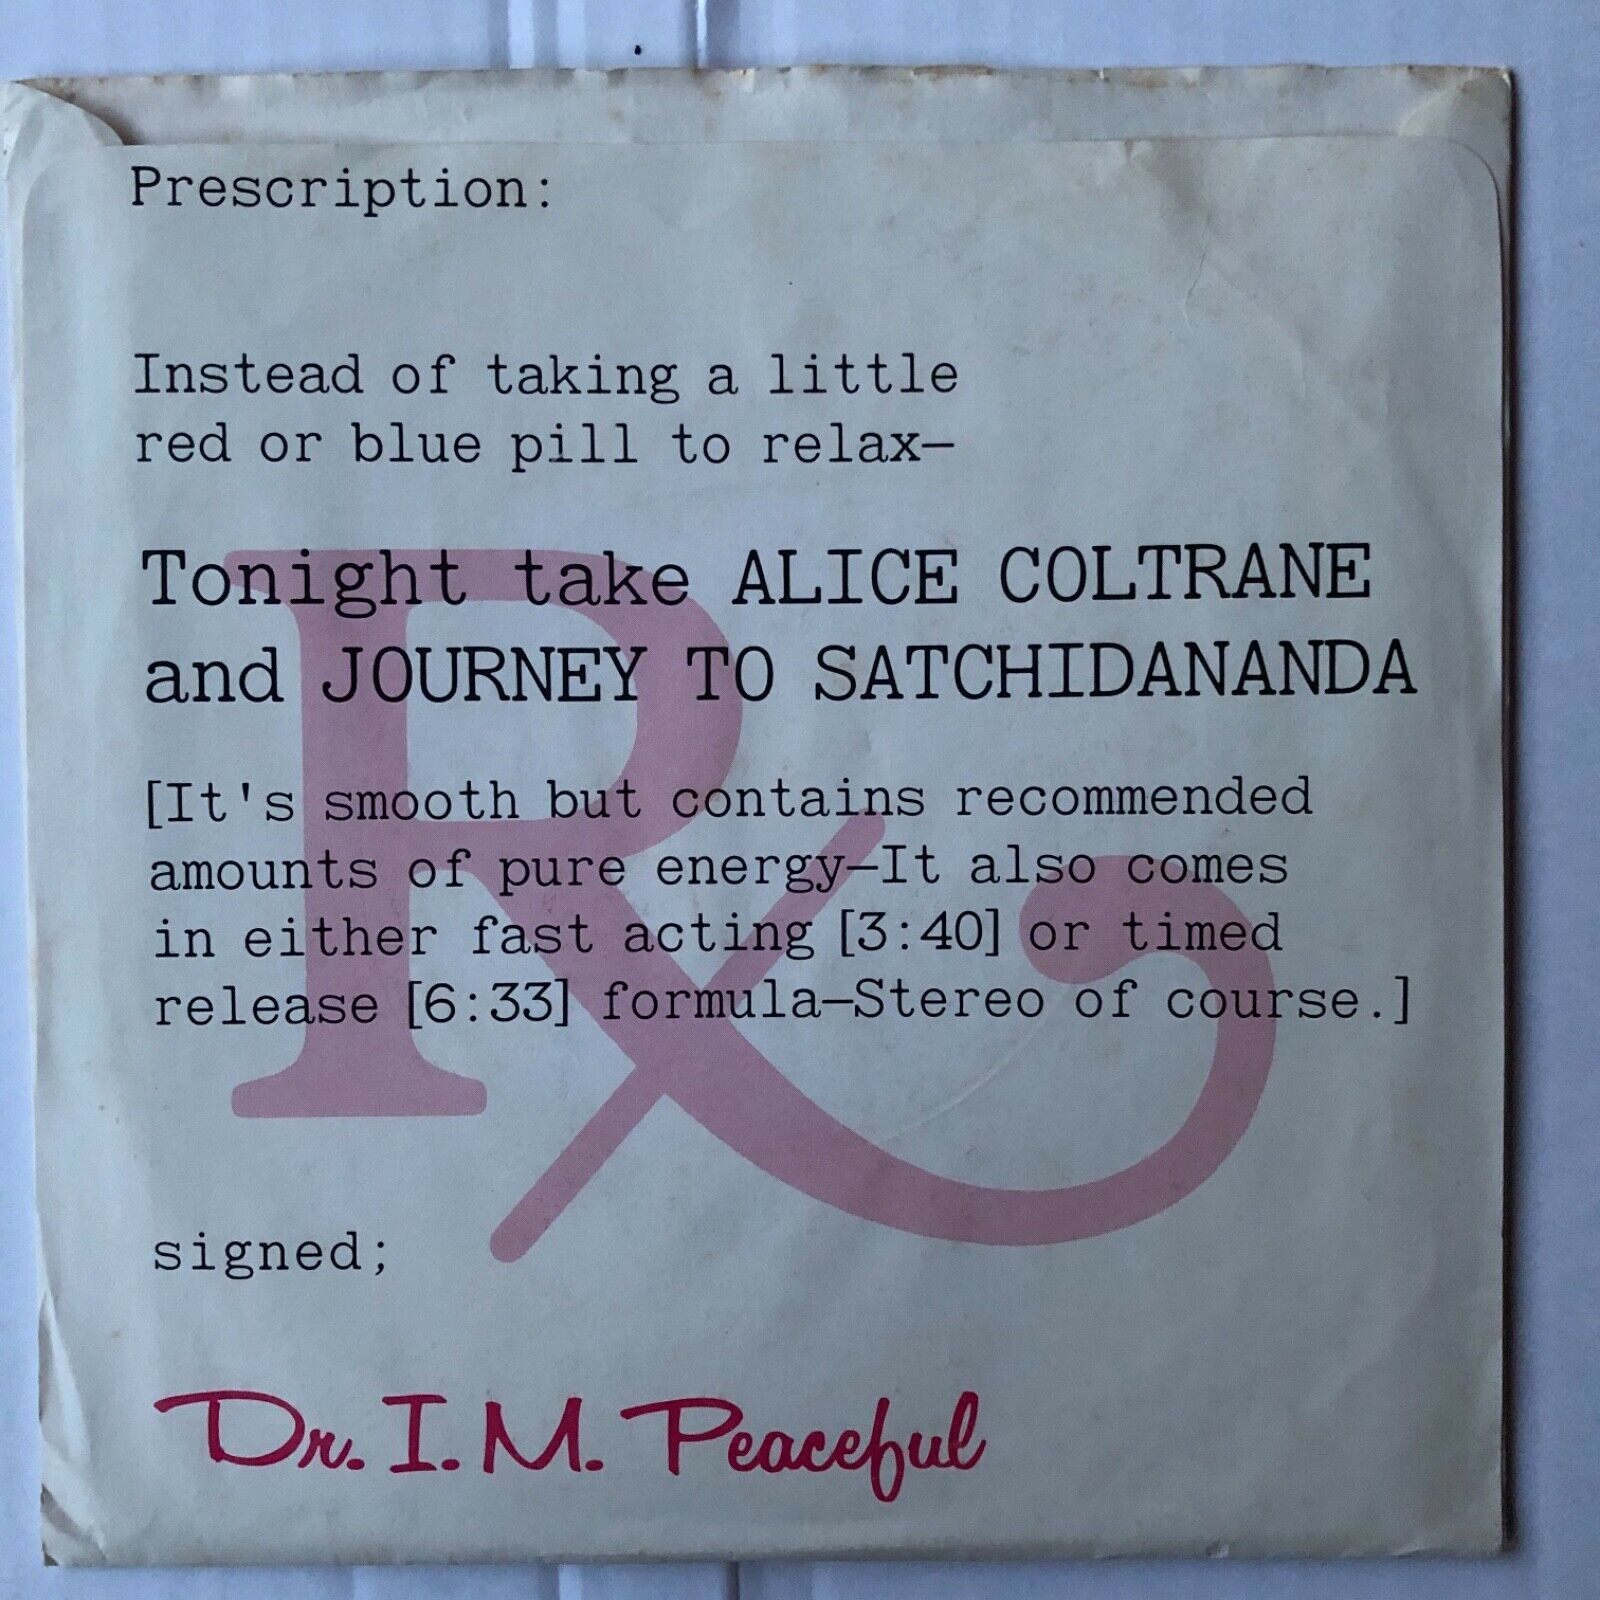 Prescription:
Instead of taking a little
red or blue pill to relax—
Tonight take ALICE COLTRANE
and JOURNEY TO SATCHIDANANDA
[It's smooth but contains recommended
amounts of pure energy—It also comes
in either fast acting [3:40] or timed
release [6:33] formula—Stereo of course.]
Rx
signed;
Dr. I. M. Peaceful